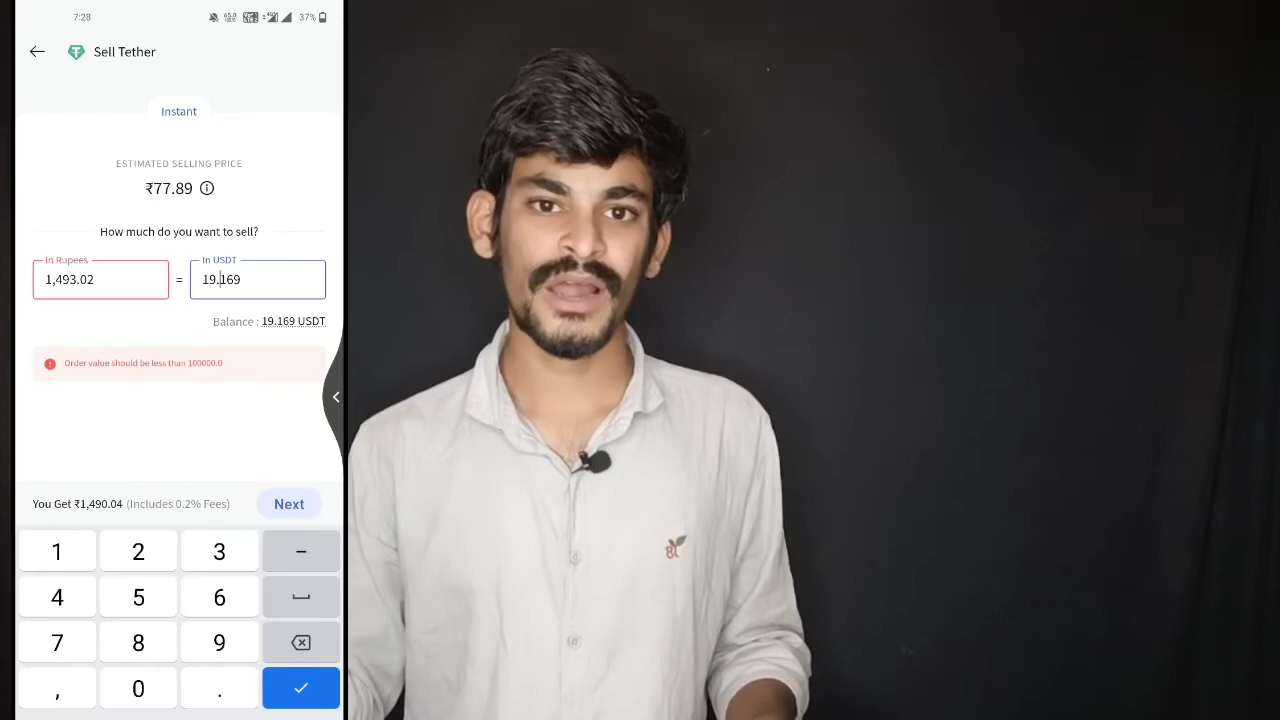 7:28
37%
Sell Tether
Instant
ESTIMATED SELLING PRICE
₹77.89
How much do you want to sell?
In Rupees
In USDT
1,493.02 = 19.169
Balance : 19.169 USDT
Order value should be less than 100000.0
You Get ₹1,490.04 (Includes 0.2% Fees)
Next
1 2 3 −
4 5 6
7 8 9
, 0 .